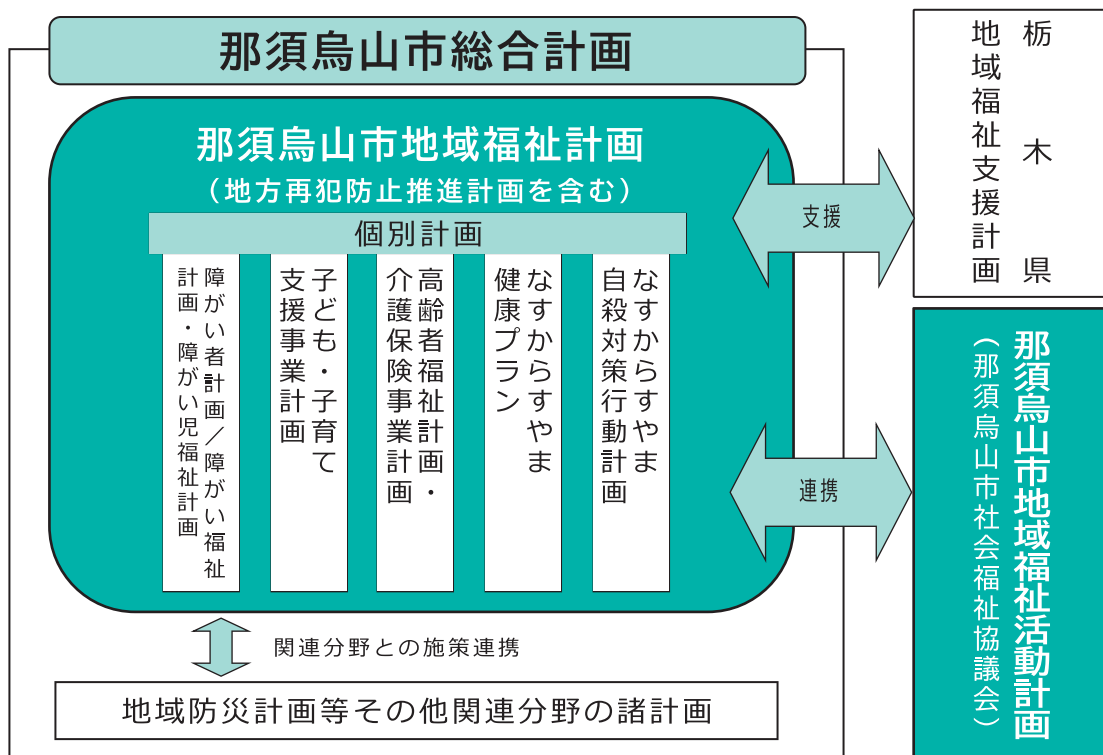 那須烏山市総合計画
那須烏山市地域福祉計画
（地方再犯防止推進計画を含む）
個別計画
障がい者計画／障がい福祉
計画・障がい児福祉計画
子ども・子育て
支援事業計画
高齢者福祉計画・
介護保険事業計画
なすからすやま
健康プラン
なすからすやま
自殺対策行動計画
関連分野との施策連携
地域防災計画等その他関連分野の諸計画
支援
連携
栃木県
地域福祉支援計画
那須烏山市地域福祉活動計画
（那須烏山市社会福祉協議会）